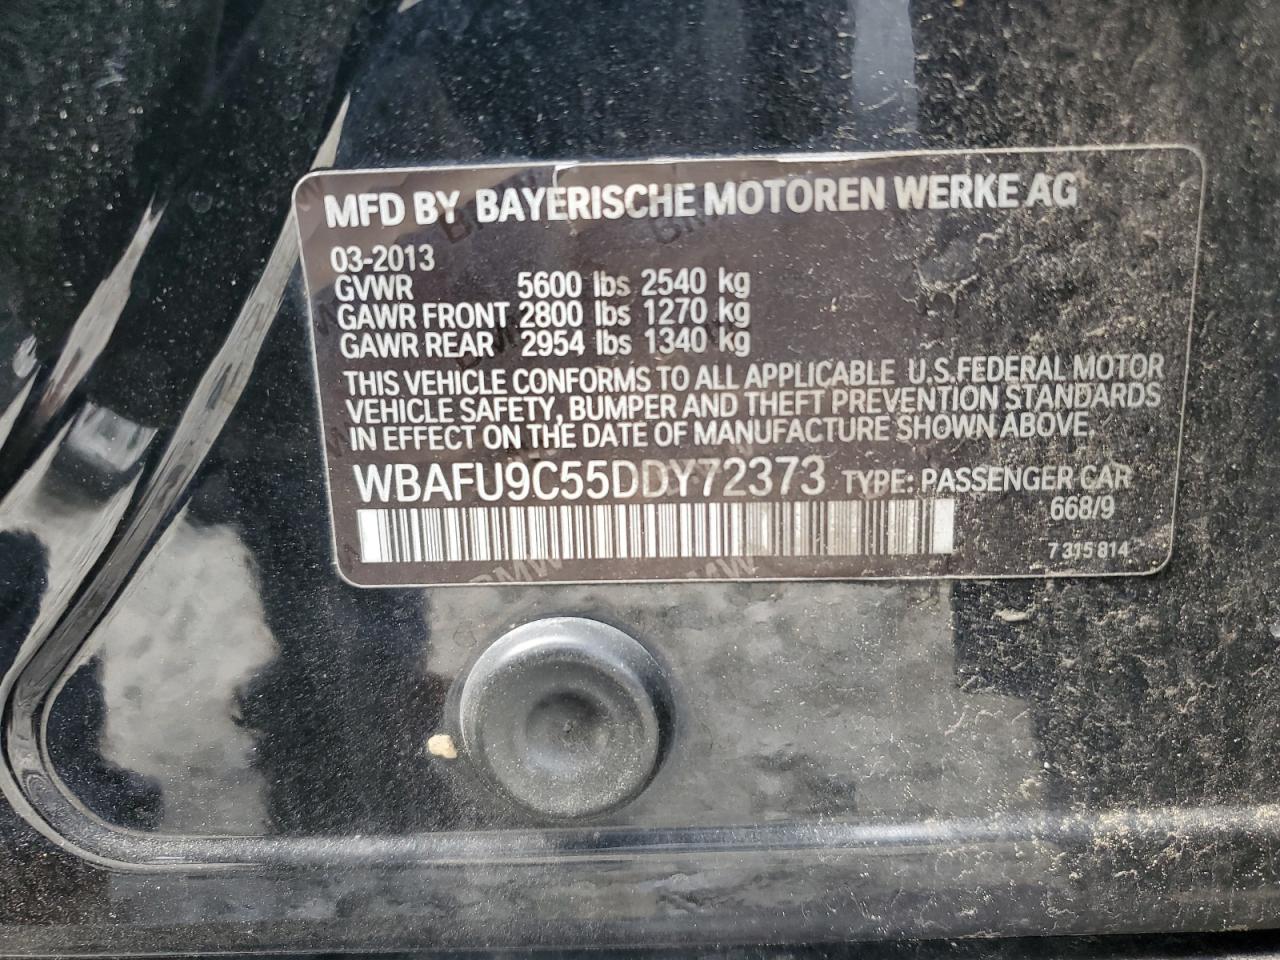 MFD BY BAYERISCHE MOTOREN WERKE AG
03-2013
GVWR 5600 lbs 2540 kg
GAWR FRONT 2800 lbs 1270 kg
GAWR REAR 2954 lbs 1340 kg
THIS VEHICLE CONFORMS TO ALL APPLICABLE U.S.FEDERAL MOTOR
VEHICLE SAFETY, BUMPER AND THEFT PREVENTION STANDARDS
IN EFFECT ON THE DATE OF MANUFACTURE SHOWN ABOVE.
WBAFU9C55DDY72373 TYPE: PASSENGER CAR
668/9
7 315 814
BMW BMW